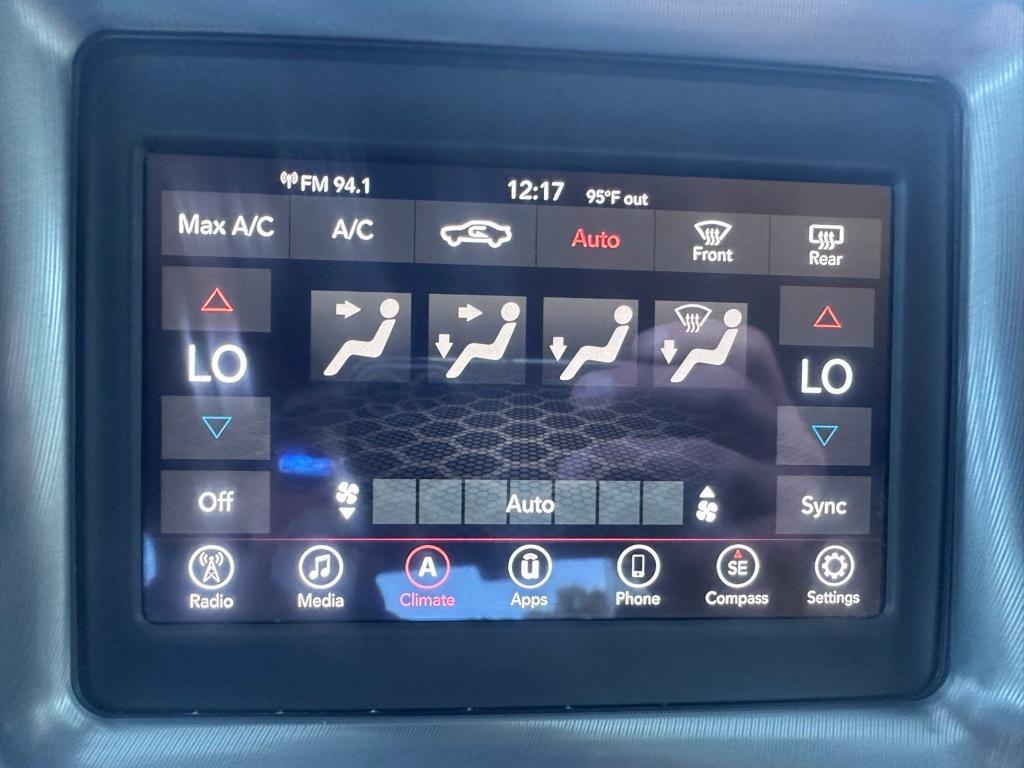 FM 94.1 12:17 95°F out
Max A/C A/C Auto Front Rear
LO LO
Off Auto Sync
Radio Media A Climate ū Apps Phone SE Compass Settings